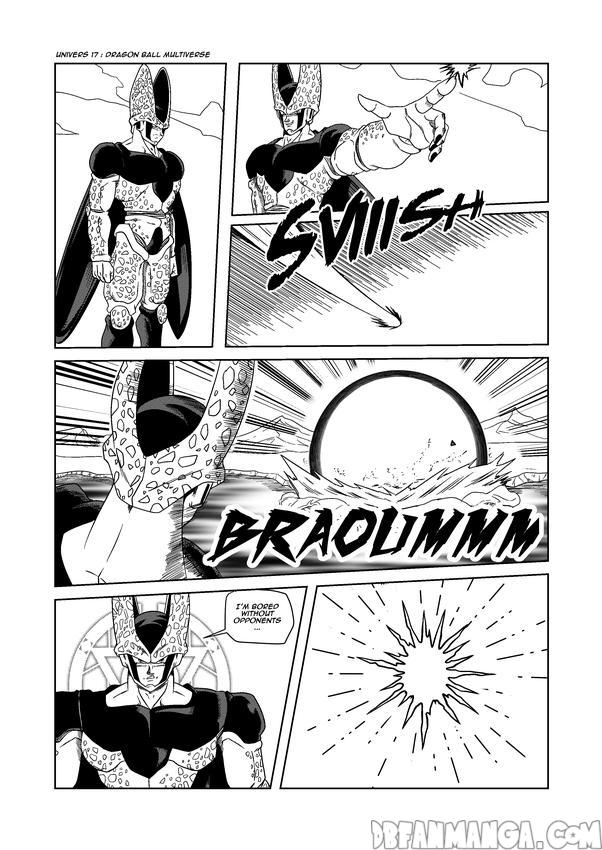 UNIVERS 17 : DRAGON BALL MULTIVERSE
SVIIISH
BRAOUMMM
I'M BORED
WITHOUT
OPPONENTS
...
DBFANMANGA.COM